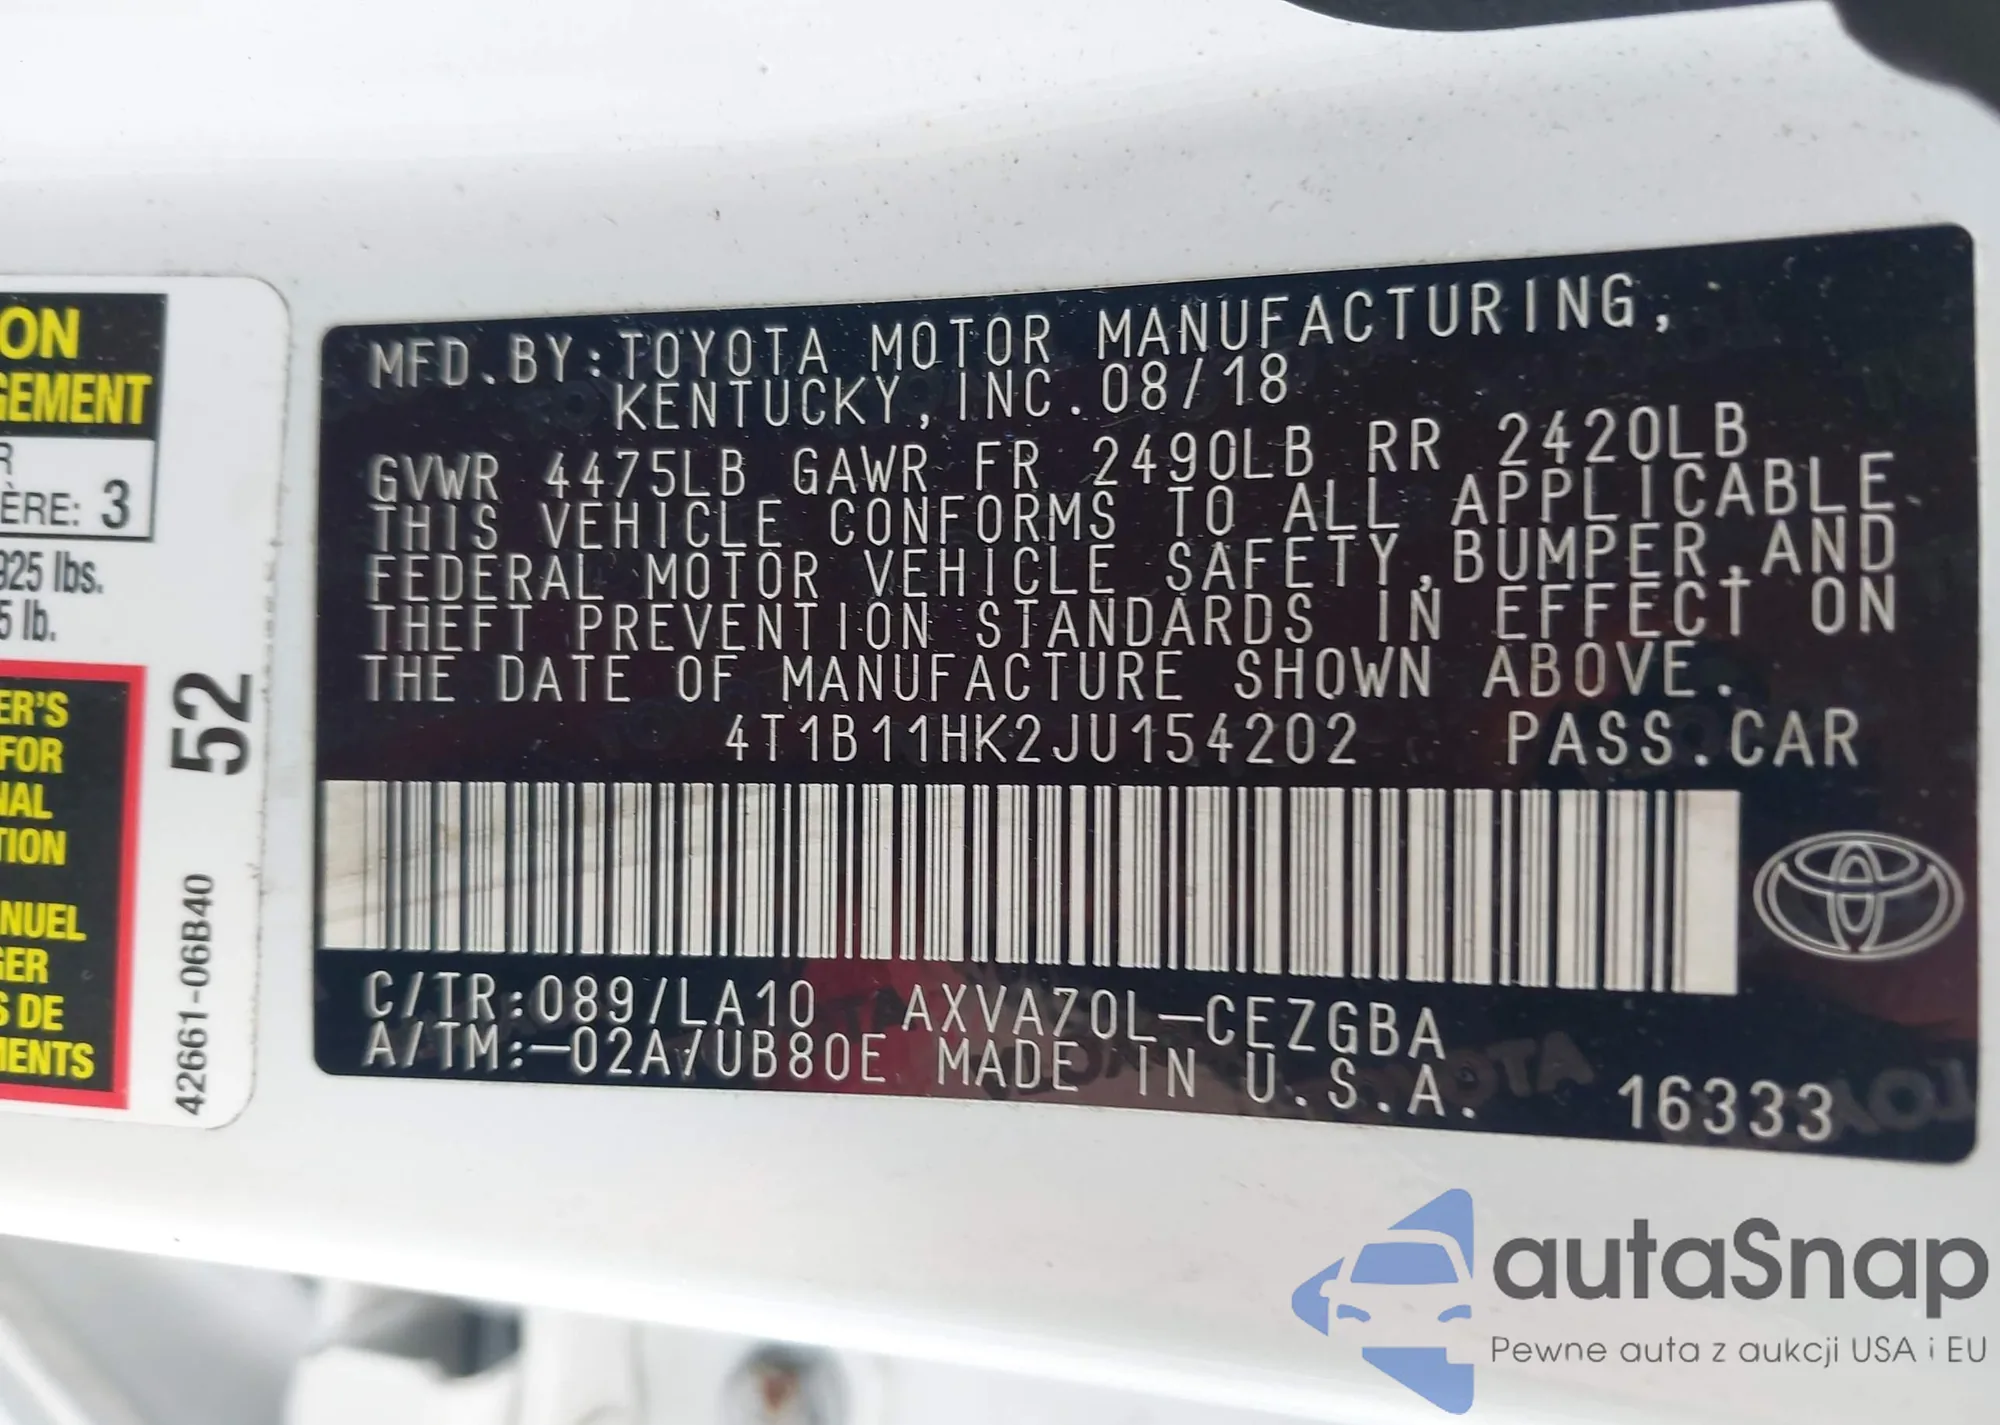 ON
GEMENT
R
ÈRE: 3
925 lbs.
5 lb.
ER'S
FOR
NAL
TION
NUEL
GER
S DE
MENTS
52
42661-06B40
MFD.BY:TOYOTA MOTOR MANUFACTURING,
KENTUCKY,INC.08/18
GVWR 4475LB GAWR FR 2490LB RR 2420LB
THIS VEHICLE CONFORMS TO ALL APPLICABLE
FEDERAL MOTOR VEHICLE SAFETY,BUMPER,AND
THEFT PREVENTION STANDARDS IN EFFECT ON
THE DATE OF MANUFACTURE SHOWN ABOVE.
4T1B11HK2JU154202 PASS.CAR
C/TR:089/LA10 AXVA70L-CEZGBA
A/TM:-02A/UB80E MADE IN U.S.A. 16333
autaSnap
Pewne auta z aukcji USA i EU